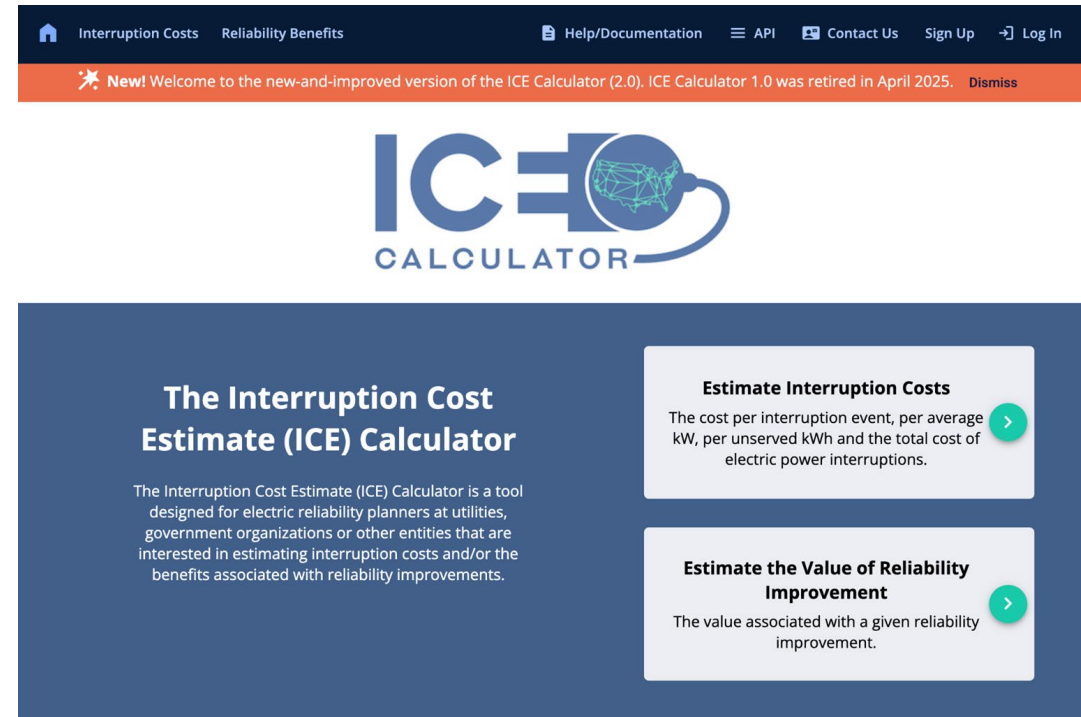 Interruption Costs Reliability Benefits Help/Documentation API Contact Us Sign Up Log In
New! Welcome to the new-and-improved version of the ICE Calculator (2.0). ICE Calculator 1.0 was retired in April 2025. Dismiss
ICE
CALCULATOR
The Interruption Cost
Estimate (ICE) Calculator
The Interruption Cost Estimate (ICE) Calculator is a tool
designed for electric reliability planners at utilities,
government organizations or other entities that are
interested in estimating interruption costs and/or the
benefits associated with reliability improvements.
Estimate Interruption Costs
The cost per interruption event, per average
kW, per unserved kWh and the total cost of
electric power interruptions.
Estimate the Value of Reliability
Improvement
The value associated with a given reliability
improvement.